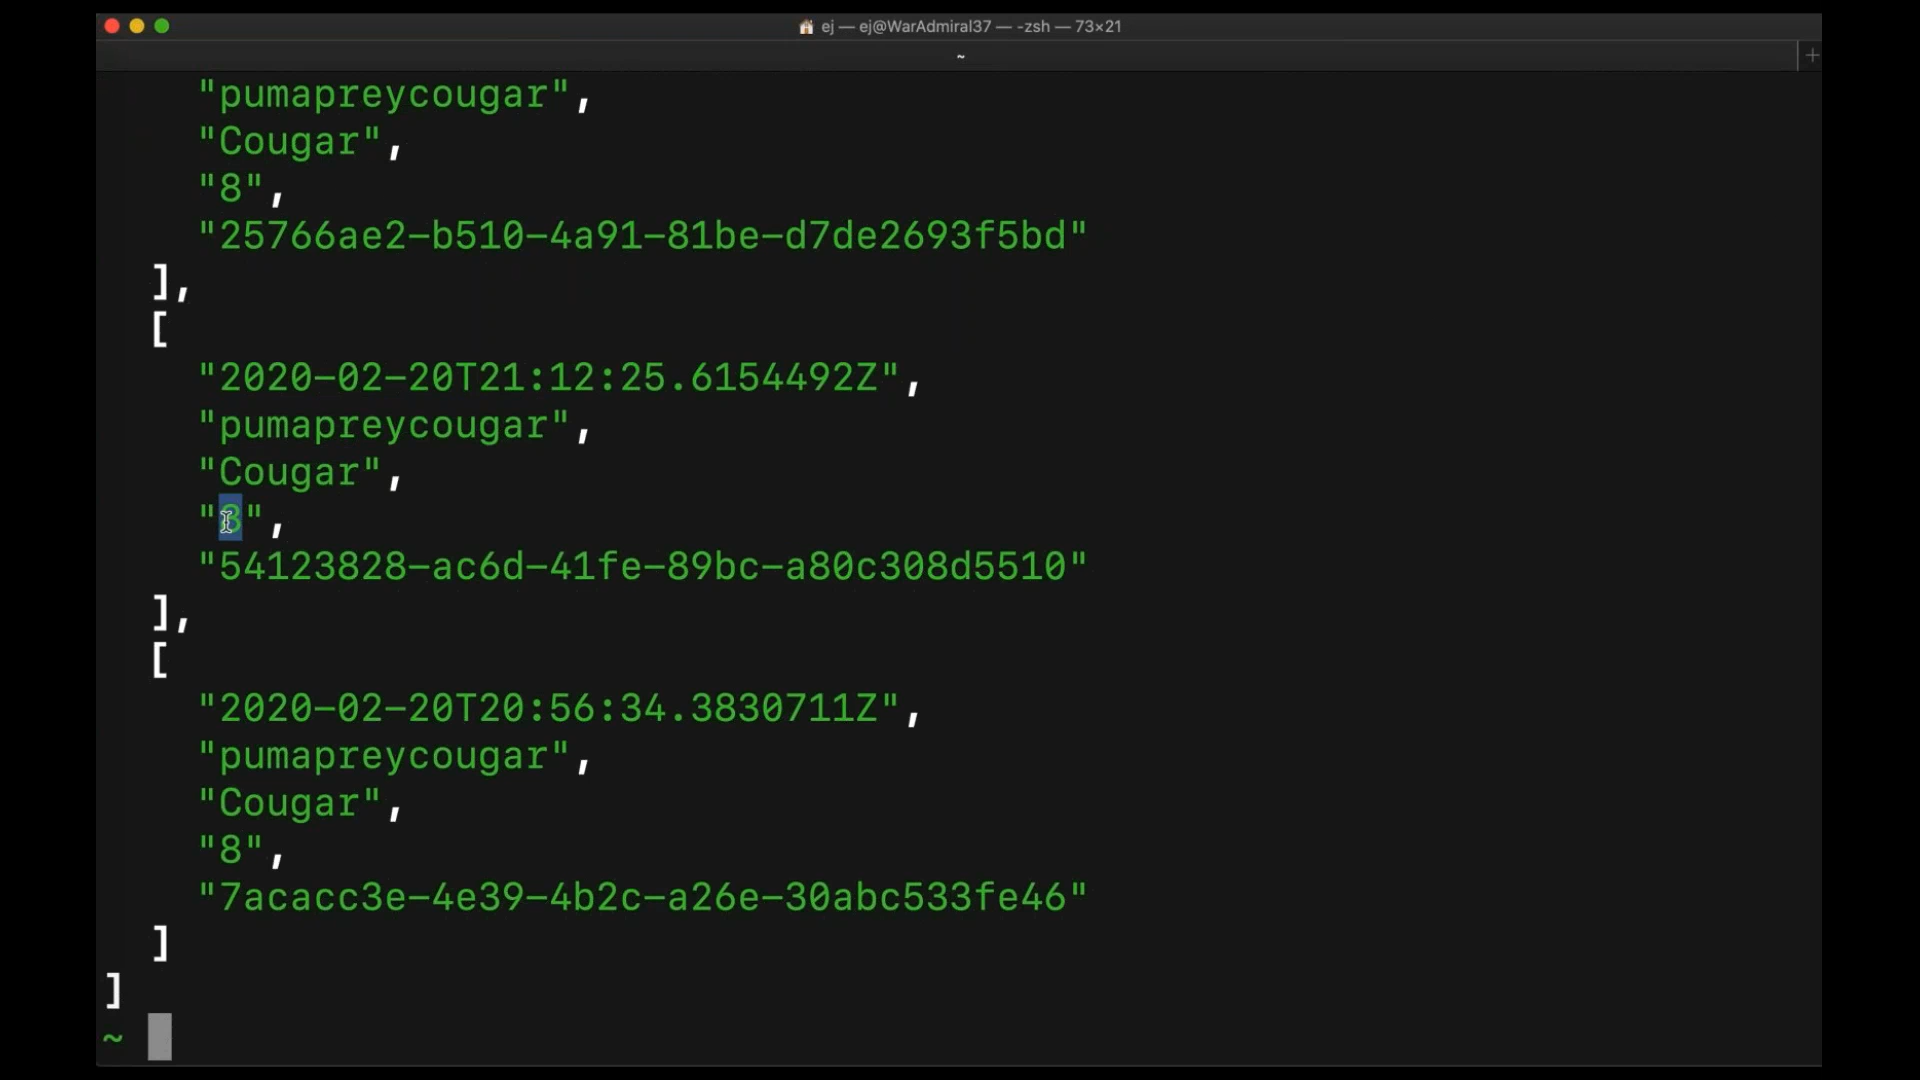 ej — ej@WarAdmiral37 — -zsh — 73×21
~
"pumapreycougar",
"Cougar",
"8",
"25766ae2-b510-4a91-81be-d7de2693f5bd"
],
[
"2020-02-20T21:12:25.6154492Z",
"pumapreycougar",
"Cougar",
"8",
"54123828-ac6d-41fe-89bc-a80c308d5510"
],
[
"2020-02-20T20:56:34.3830711Z",
"pumapreycougar",
"Cougar",
"8",
"7acacc3e-4e39-4b2c-a26e-30abc533fe46"
]
]
~